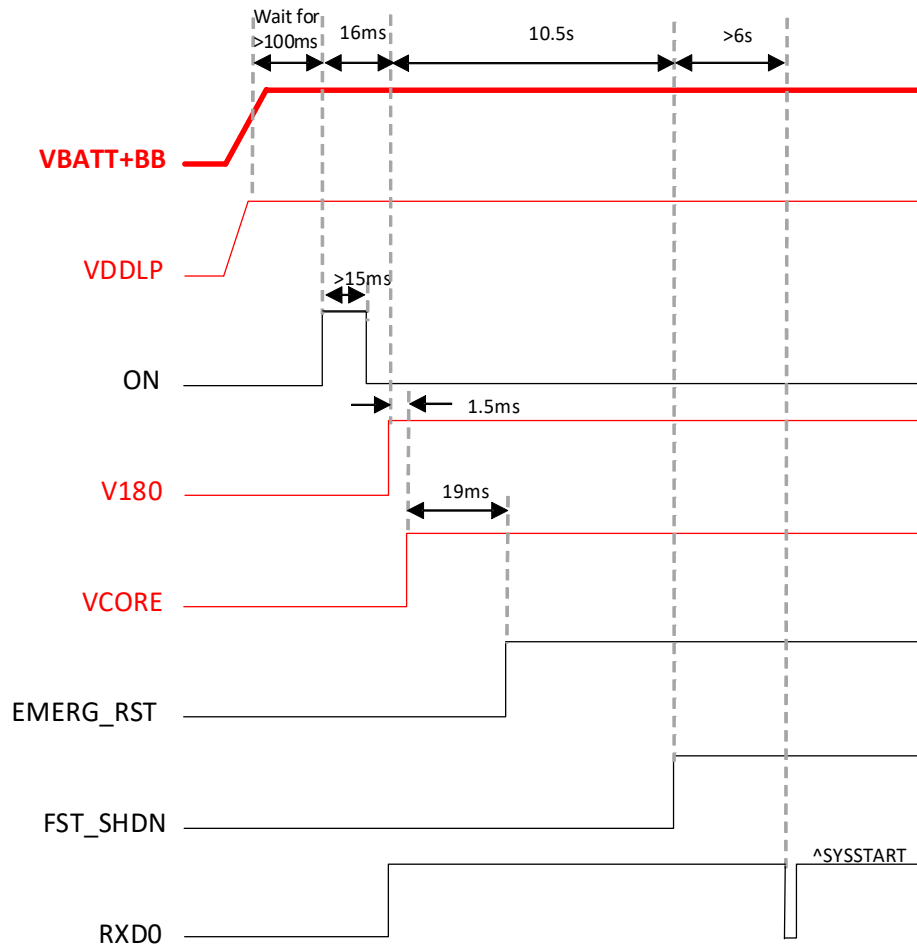 Wait for
>100ms
16ms
10.5s
>6s
VBATT+BB
VDDLP
>15ms
ON
1.5ms
V180
19ms
VCORE
EMERG_RST
FST_SHDN
^SYSSTART
RXD0